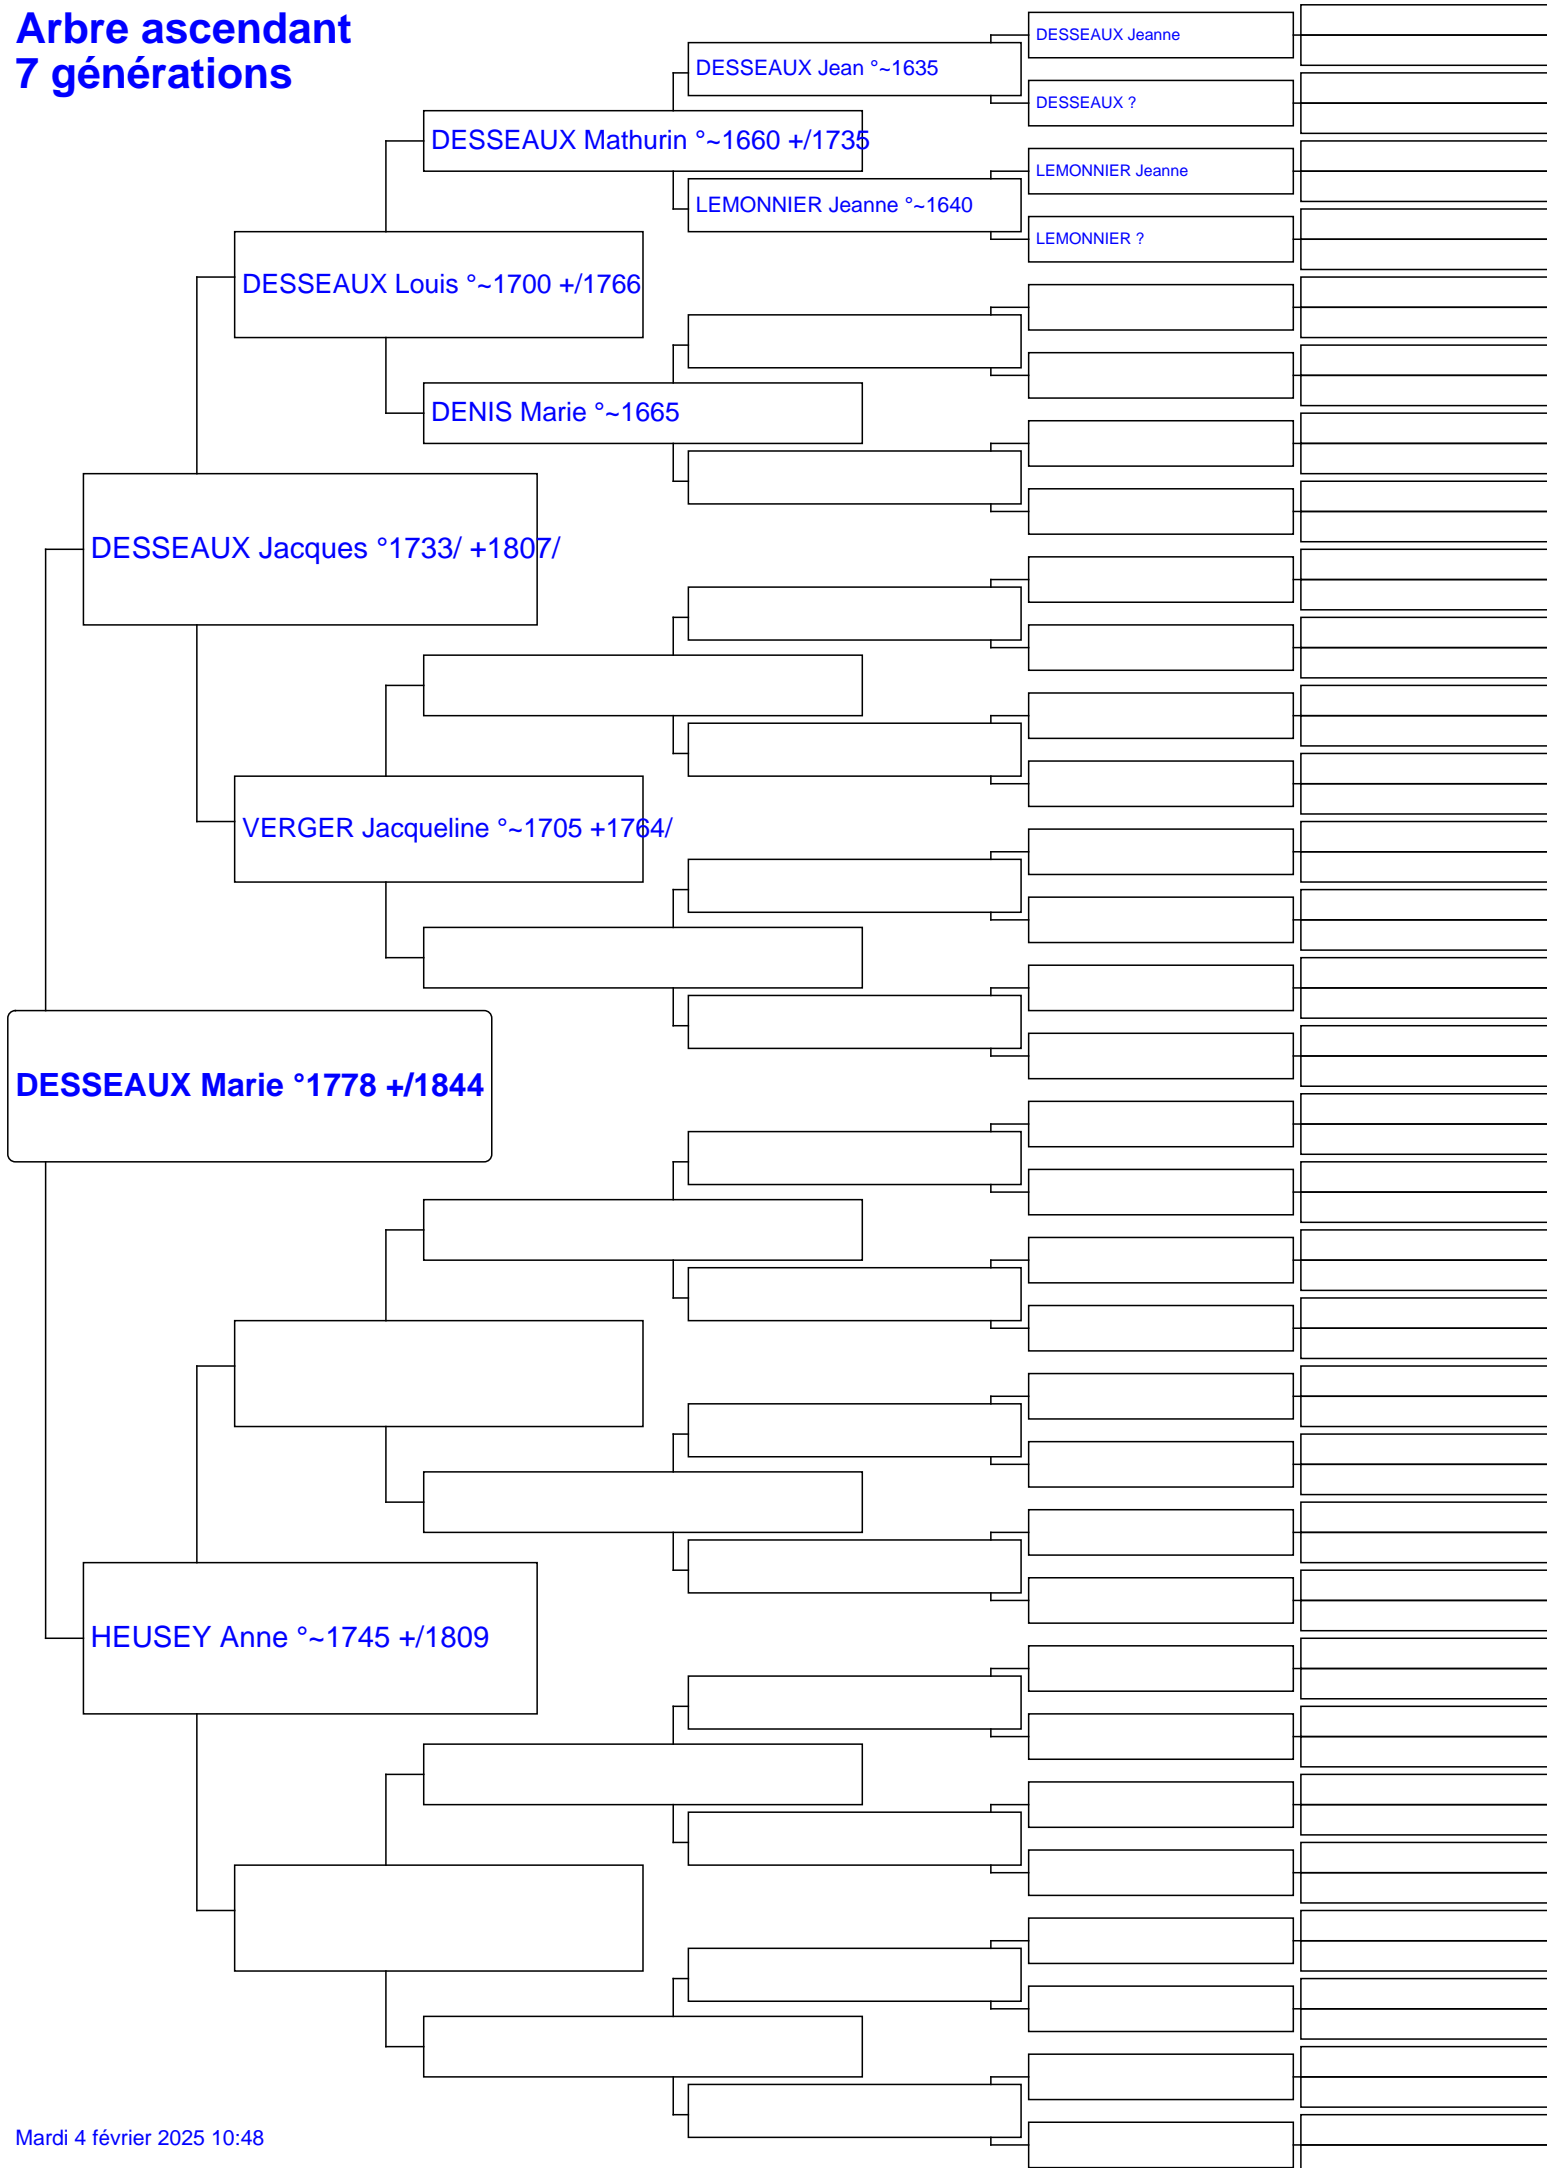 Arbre ascendant
7 générations
DESSEAUX Jeanne
DESSEAUX Jean °~1635
DESSEAUX ?
DESSEAUX Mathurin °~1660 +/1735
LEMONNIER Jeanne
LEMONNIER Jeanne °~1640
LEMONNIER ?
DESSEAUX Louis °~1700 +/1766
DENIS Marie °~1665
DESSEAUX Jacques °1733/ +1807/
VERGER Jacqueline °~1705 +1764/
DESSEAUX Marie °1778 +/1844
HEUSEY Anne °~1745 +/1809
Mardi 4 février 2025 10:48